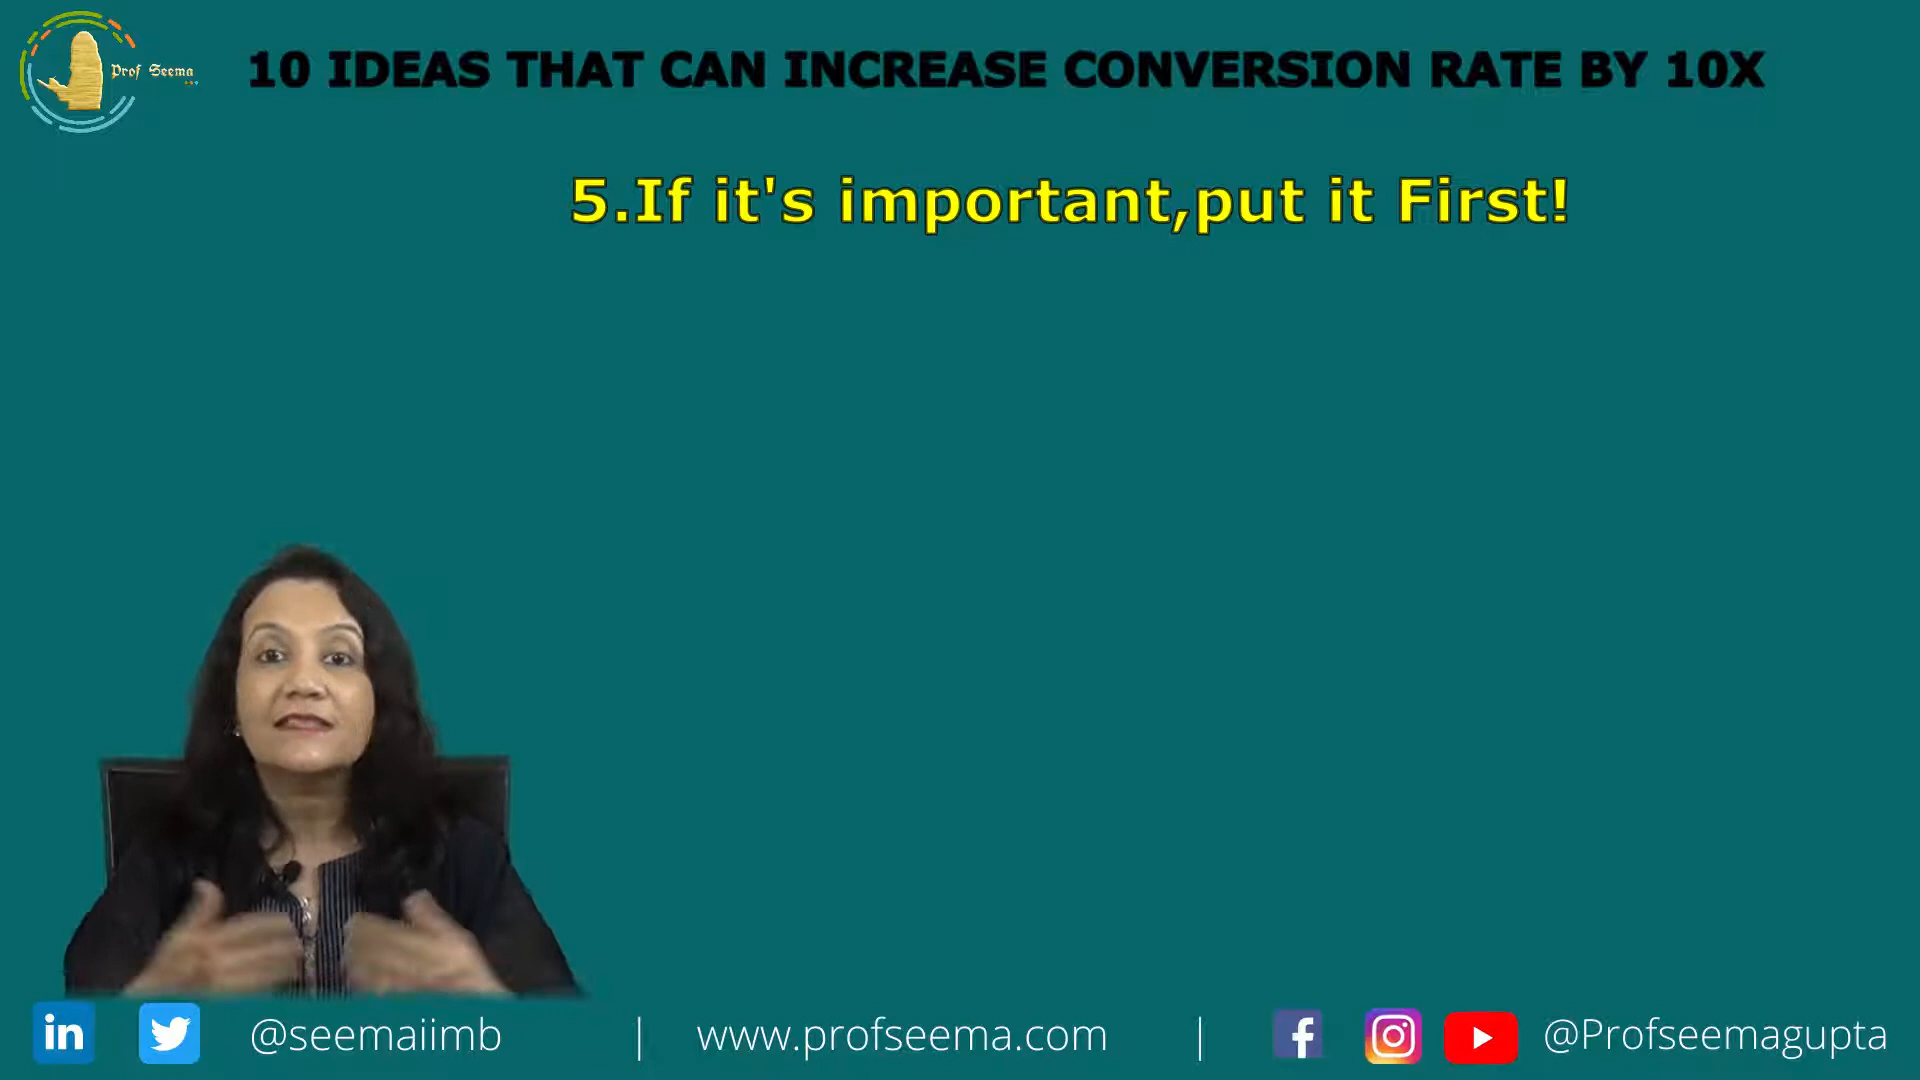 Prof Seema
10 IDEAS THAT CAN INCREASE CONVERSION RATE BY 10X
5.If it's important,put it First!
in
@seemaiimb | www.profseema.com | f @Profseemagupta